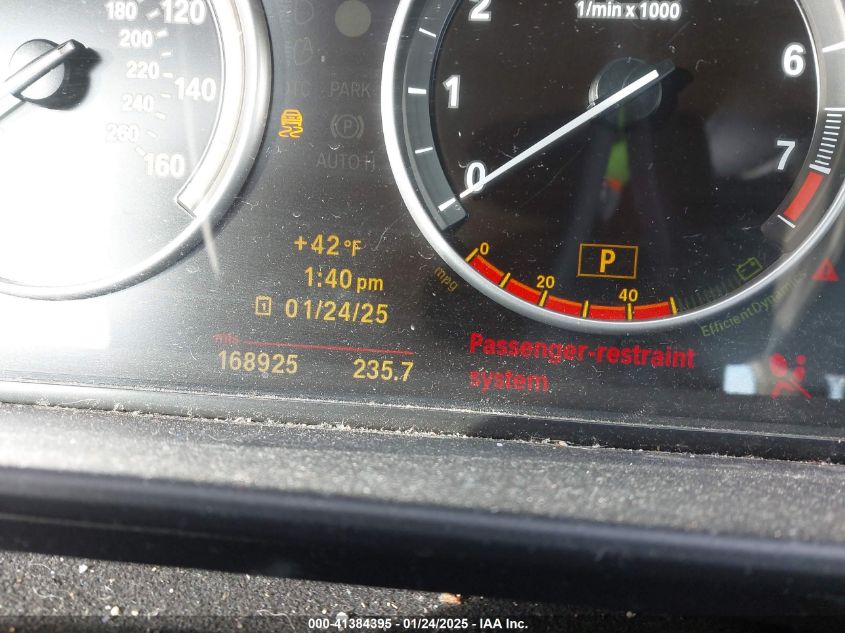 180
120
200
220
140
240
260
160
PARK
(P)
AUTO H
+42 °F
1:40 pm
1 01/24/25
mls
168925 235.7
2
1/min x 1000
1
6
0
7
P
0
20
40
mpg
EfficientDynamics
Passenger-restraint
system
000-41384395 - 01/24/2025 - IAA, Inc.